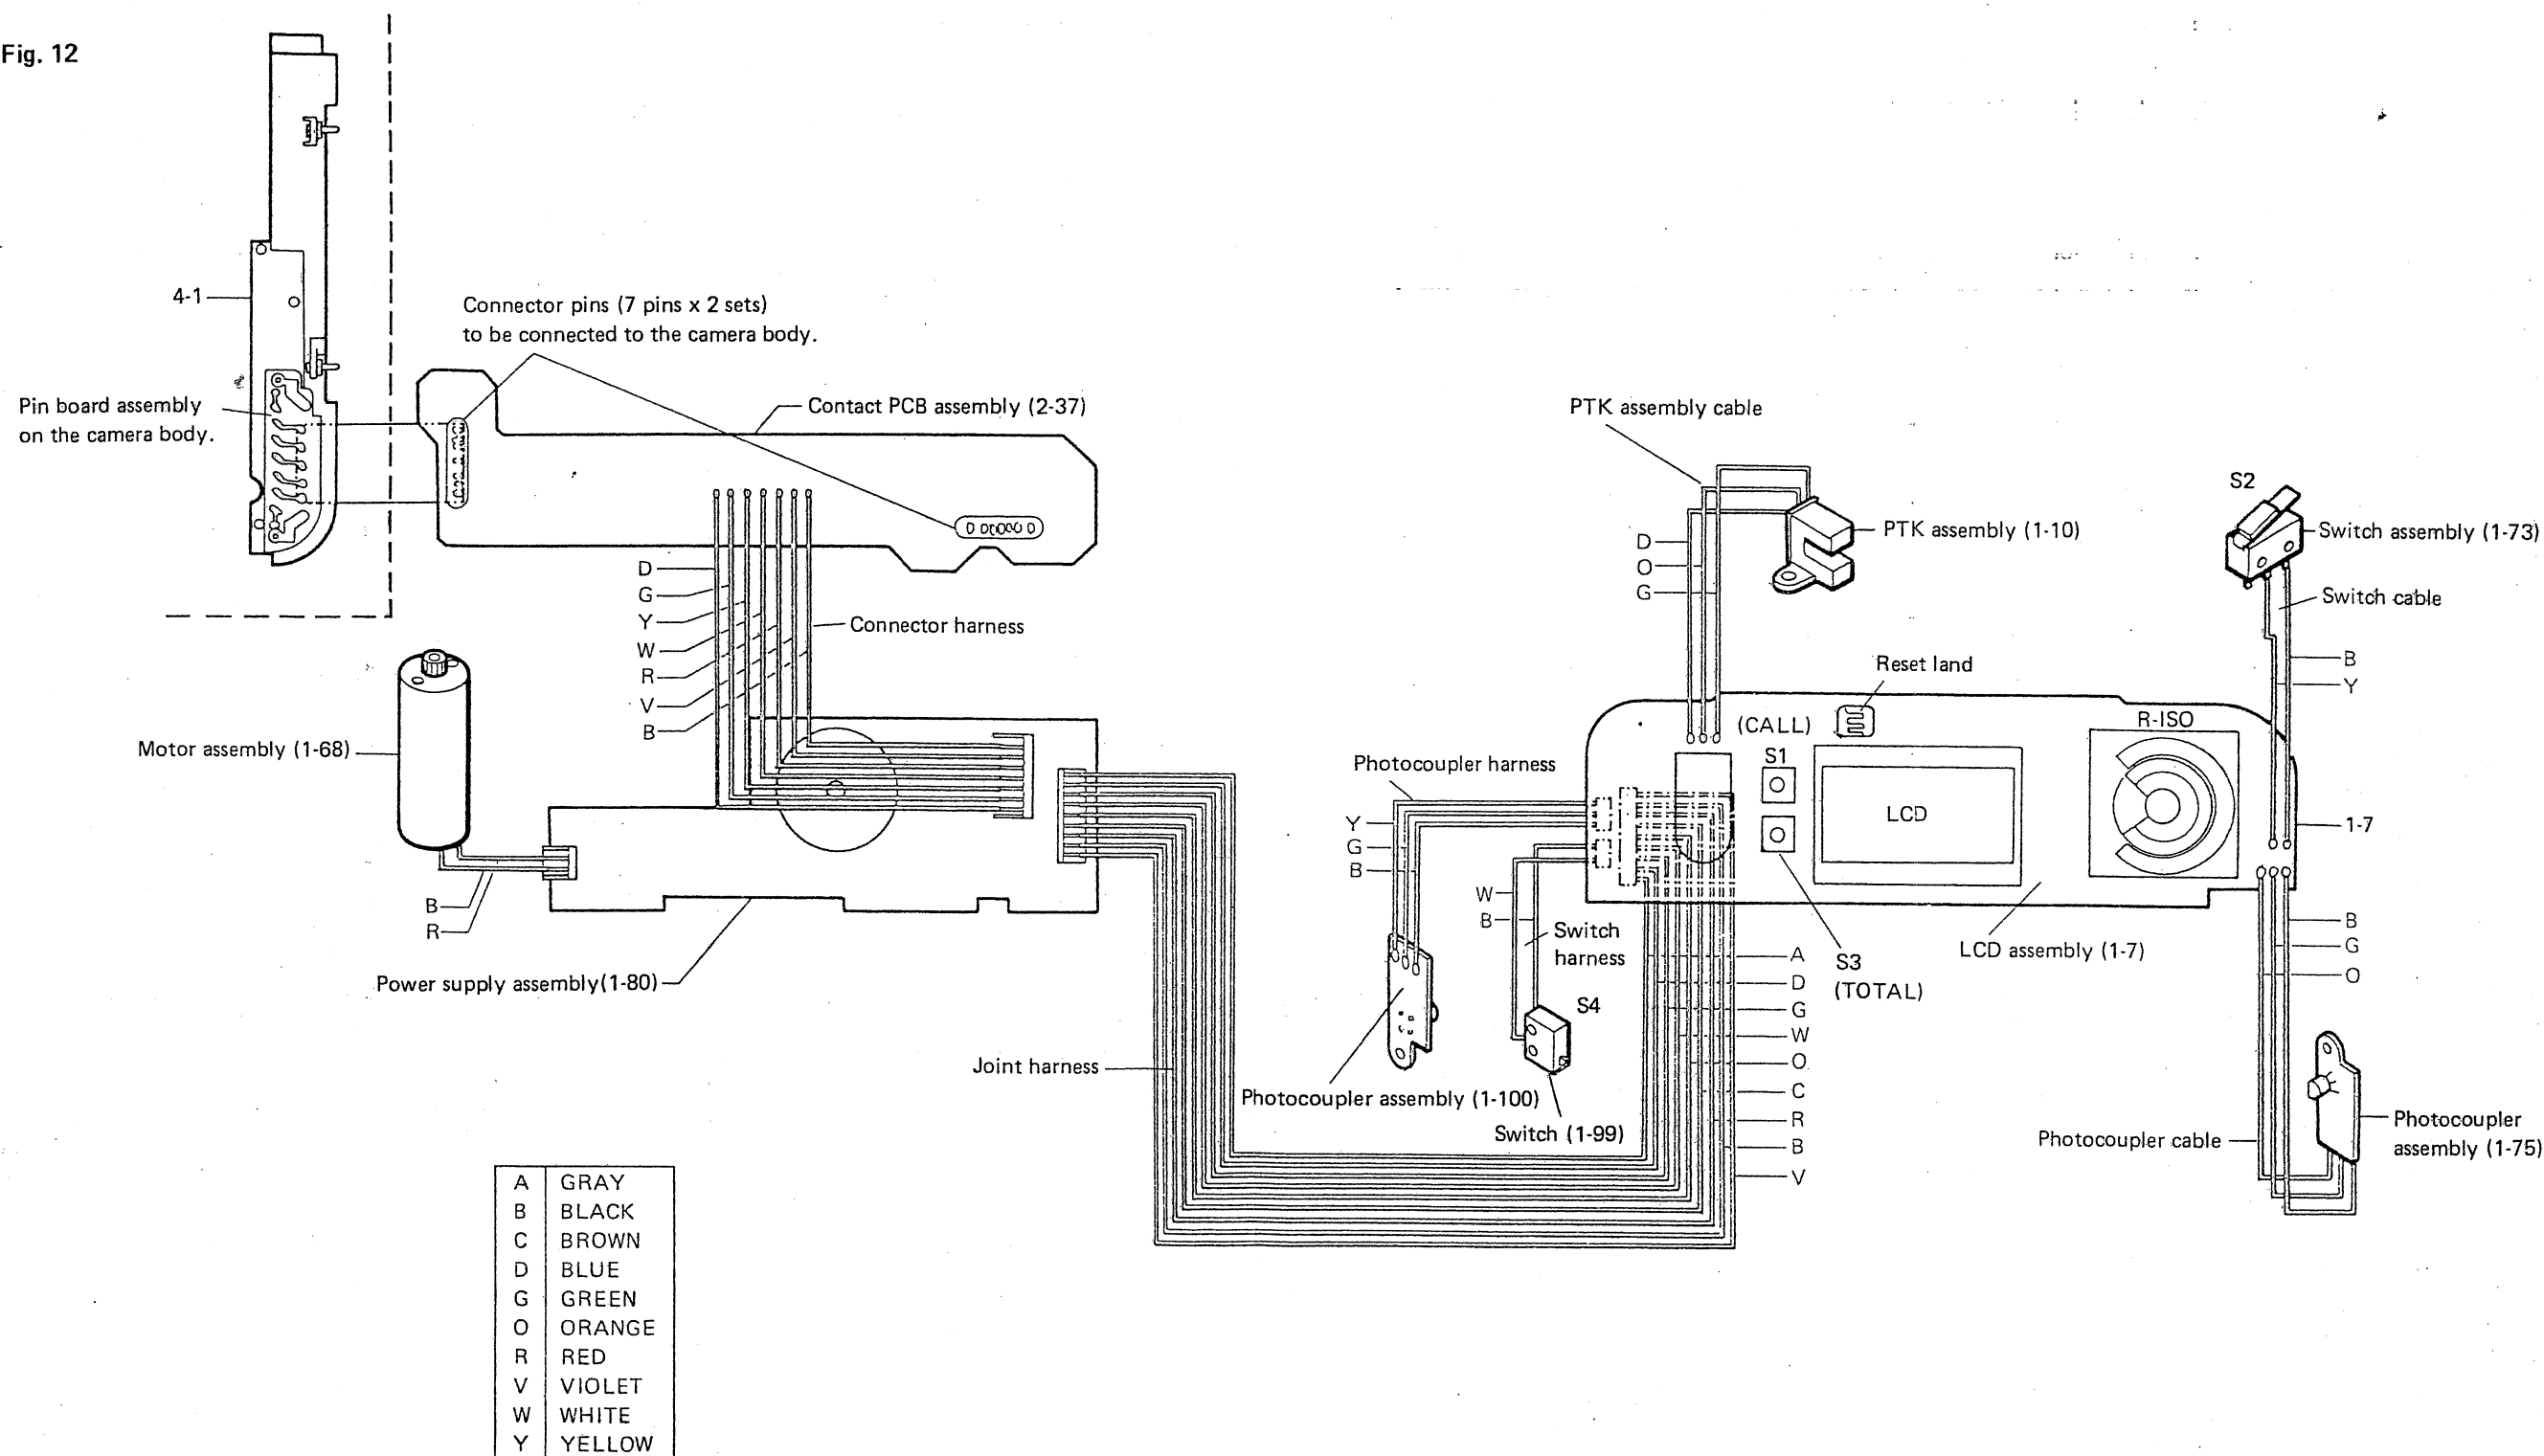 Fig. 12
4-1
Pin board assembly
on the camera body.
Connector pins (7 pins x 2 sets)
to be connected to the camera body.
Contact PCB assembly (2-37)
D
G
Y
W
R
V
B
Connector harness
Motor assembly (1-68)
B
R
Power supply assembly(1-80)
Joint harness
PTK assembly cable
D
O
G
PTK assembly (1-10)
S2
Switch assembly (1-73)
Switch cable
B
Y
Reset land
(CALL)
S1
R-ISO
LCD
1-7
Photocoupler harness
Y
G
B
W
B
Switch
harness
S4
Photocoupler assembly (1-100)
Switch (1-99)
S3
(TOTAL)
LCD assembly (1-7)
A
D
G
W
O
C
R
B
V
B
G
O
Photocoupler cable
Photocoupler
assembly (1-75)
A GRAY
B BLACK
C BROWN
D BLUE
G GREEN
O ORANGE
R RED
V VIOLET
W WHITE
Y YELLOW